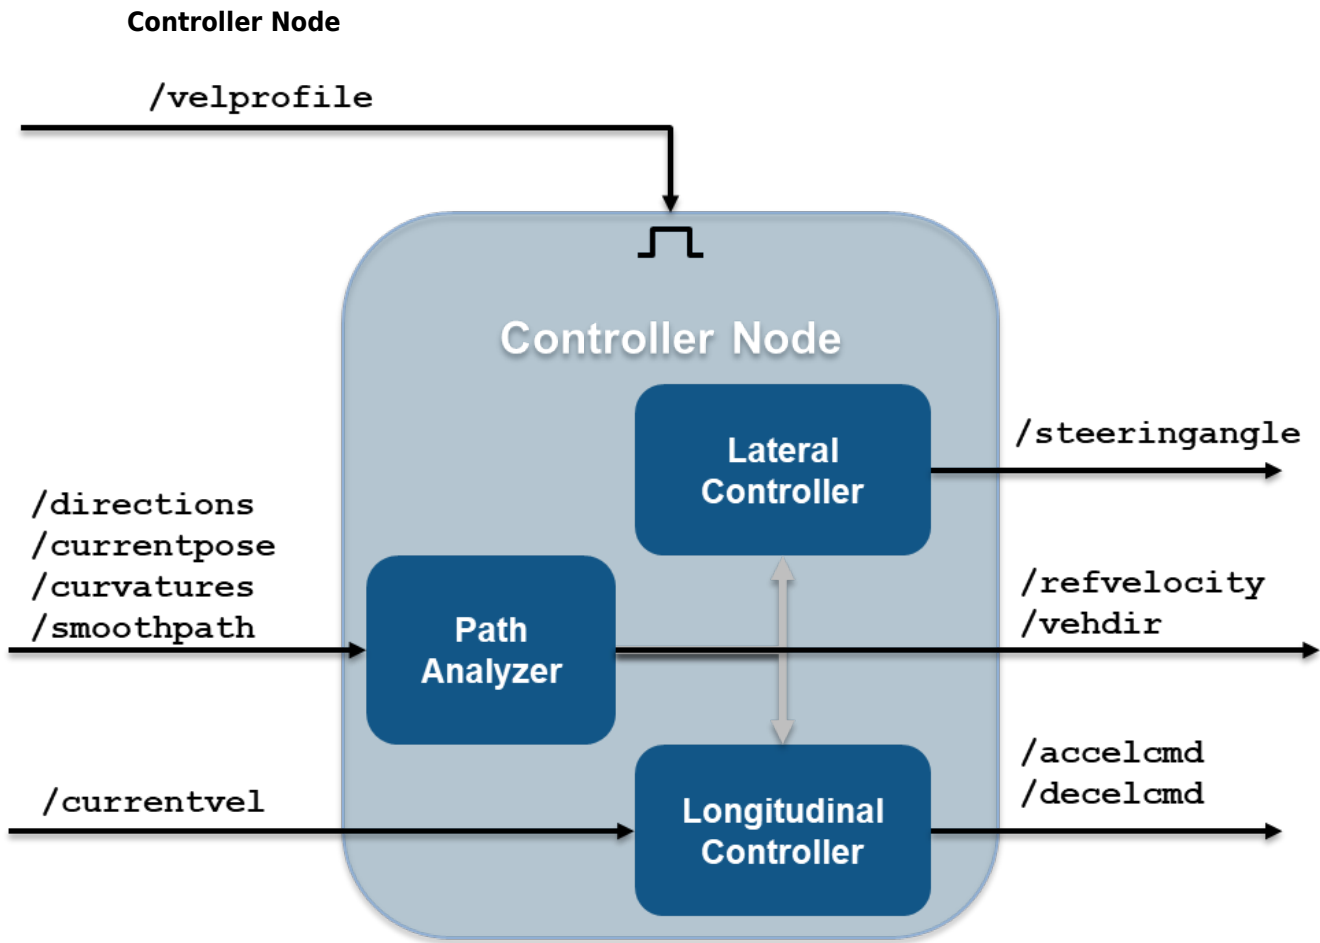 Controller Node
/velprofile
Controller Node
Lateral
Controller
/steeringangle
/directions
/currentpose
/curvatures
/smoothpath
Path
Analyzer
/refvelocity
/vehdir
/currentvel
Longitudinal
Controller
/accelcmd
/decelcmd